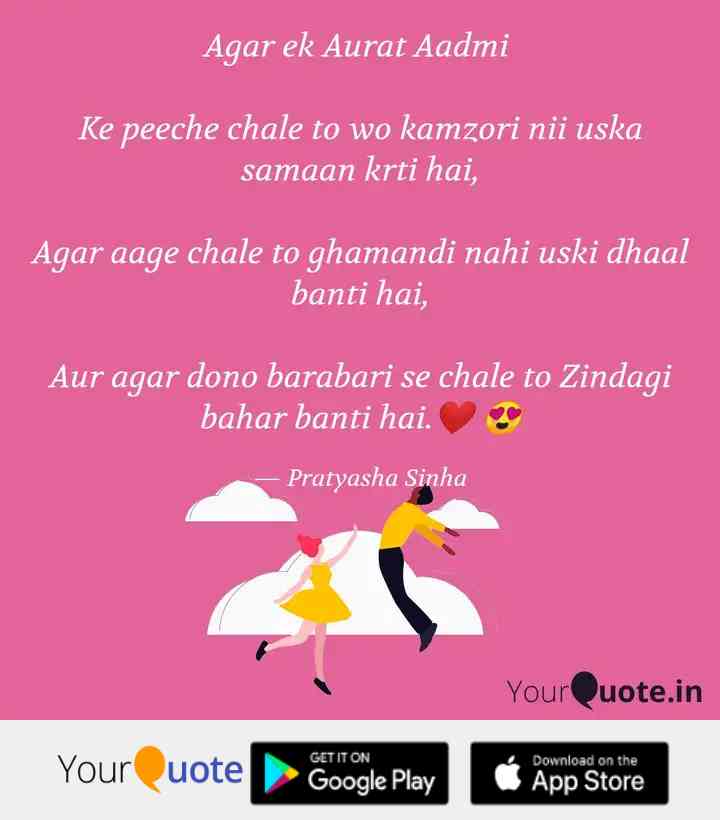 Agar ek Aurat Aadmi
Ke peeche chale to wo kamzori nii uska
samaan krti hai,
Agar aage chale to ghamandi nahi uski dhaal
banti hai,
Aur agar dono barabari se chale to Zindagi
bahar banti hai.❤️ 😍
— Pratyasha Sinha
YourQuote.in
YourQuote
GET IT ON
Google Play
Download on the
App Store